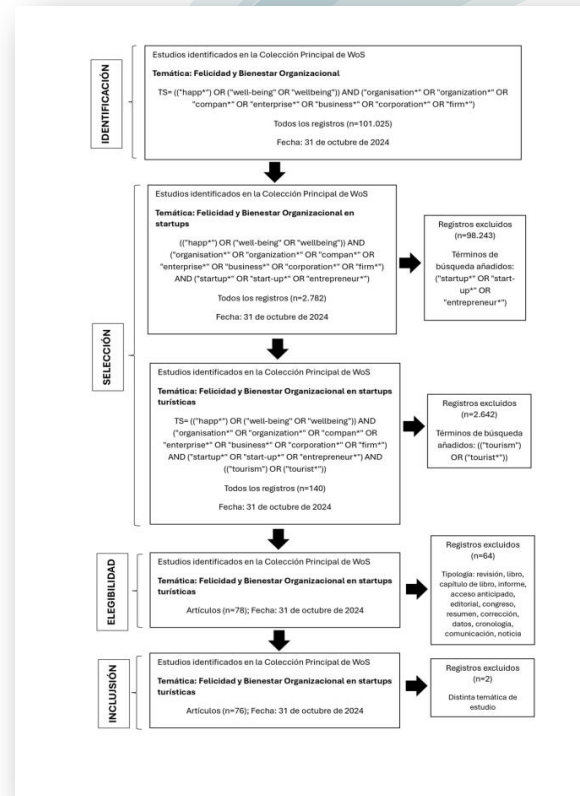 IDENTIFICACIÓN
Estudios identificados en la Colección Principal de WoS
Temática: Felicidad y Bienestar Organizacional
TS= (("happ*") OR ("well-being" OR "wellbeing")) AND ("organisation*" OR "organization*" OR
"compan*" OR "enterprise*" OR "business*" OR "corporation*" OR "firm*")
Todos los registros (n=101.025)
Fecha: 31 de octubre de 2024
SELECCIÓN
Estudios identificados en la Colección Principal de WoS
Temática: Felicidad y Bienestar Organizacional en
startups
(("happ*") OR ("well-being" OR "wellbeing")) AND
("organisation*" OR "organization*" OR "compan*" OR
"enterprise*" OR "business*" OR "corporation*" OR "firm*")
AND ("startup*" OR "start-up*" OR "entrepreneur*")
Todos los registros (n=2.782)
Fecha: 31 de octubre de 2024
Registros excluidos
(n=98.243)
Términos de
búsqueda añadidos:
("startup*" OR "start-
up*" OR
"entrepreneur*")
Estudios identificados en la Colección Principal de WoS
Temática: Felicidad y Bienestar Organizacional en startups
turísticas
TS= (("happ*") OR ("well-being" OR "wellbeing")) AND
("organisation*" OR "organization*" OR "compan*" OR
"enterprise*" OR "business*" OR "corporation*" OR "firm*")
AND ("startup*" OR "start-up*" OR "entrepreneur*") AND
(("tourism") OR ("tourist*"))
Todos los registros (n=140)
Fecha: 31 de octubre de 2024
Registros excluidos
(n=2.642)
Términos de búsqueda
añadidos: (("tourism")
OR ("tourist*"))
ELEGIBILIDAD
Estudios identificados en la Colección Principal de WoS
Temática: Felicidad y Bienestar Organizacional en startups
turísticas
Artículos (n=78); Fecha: 31 de octubre de 2024
Registros excluidos
(n=64)
Tipología: revisión, libro,
capítulo de libro, informe,
acceso anticipado,
editorial, congreso,
resumen, corrección,
datos, cronología,
comunicación, noticia
INCLUJSIÓN
Estudios identificados en la Colección Principal de WoS
Temática: Felicidad y Bienestar Organizacional en startups
turísticas
Artículos (n=76); Fecha: 31 de octubre de 2024
Registros excluidos
(n=2)
Distinta temática de
estudio